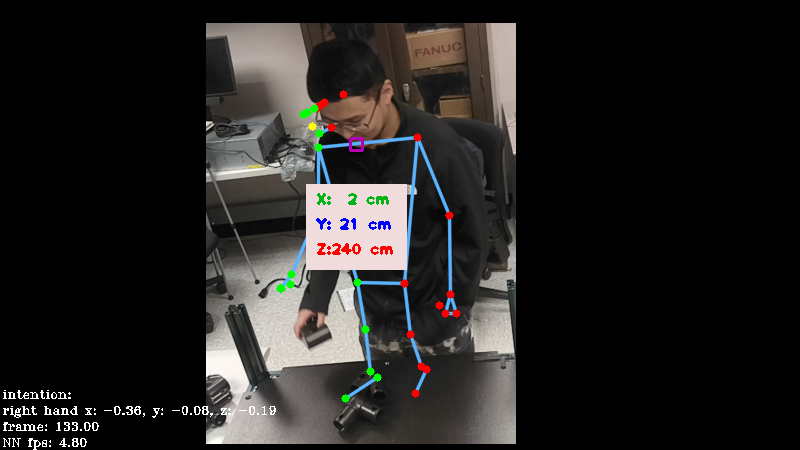 FANUC
X: 2 cm
Y: 21 cm
Z:240 cm
intention:
right hand x: -0.36, y: -0.08, z: -0.19
frame: 133.00
NN fps: 4.80